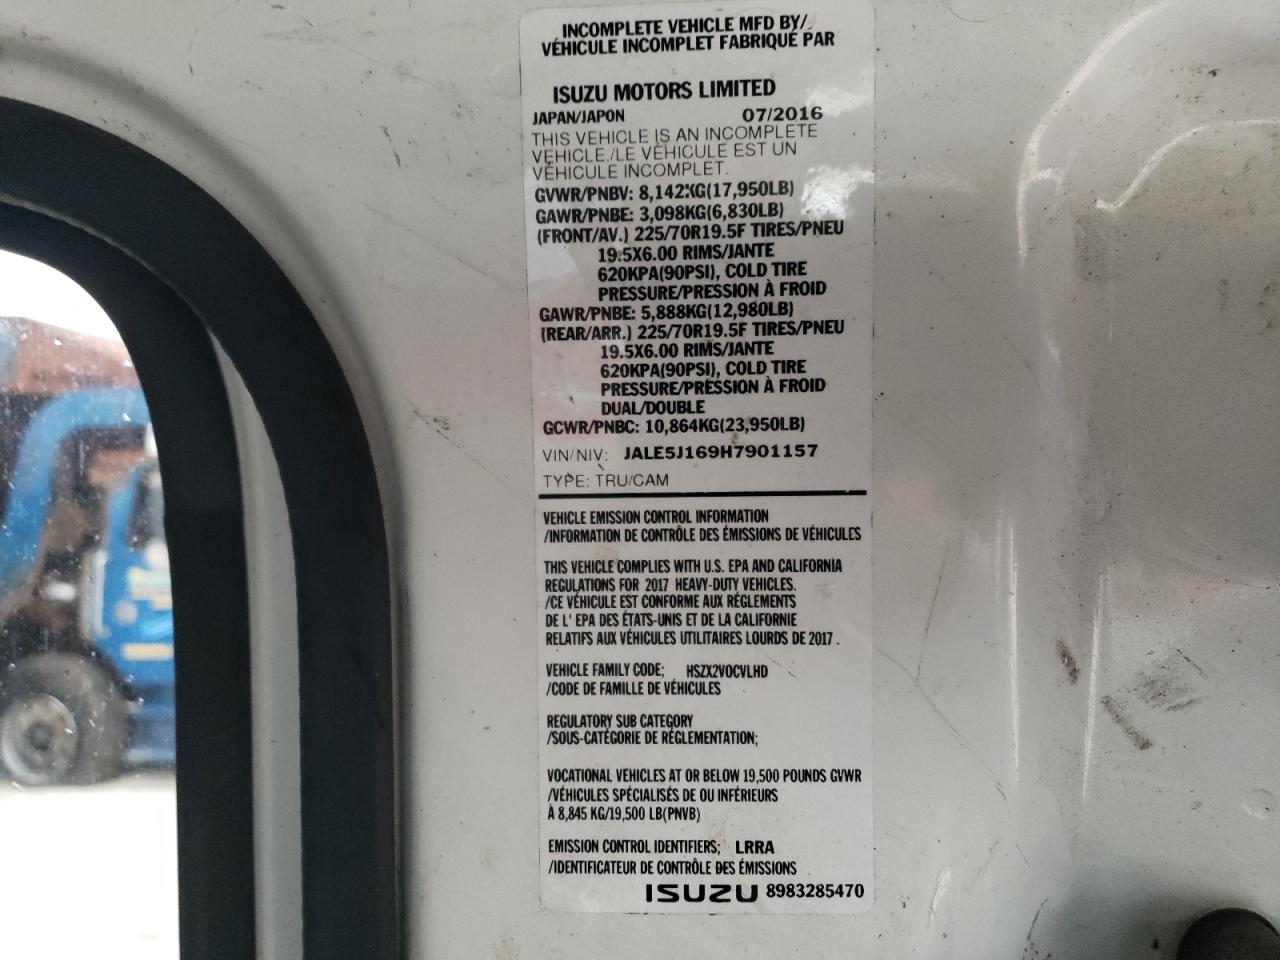 INCOMPLETE VEHICLE MFD BY/
VÉHICULE INCOMPLET FABRIQUÉ PAR
ISUZU MOTORS LIMITED
JAPAN/JAPON 07/2016
THIS VEHICLE IS AN INCOMPLETE
VEHICLE./LE VÉHICULE EST UN
VÉHICULE INCOMPLET.
GVWR/PNBV: 8,142KG(17,950LB)
GAWR/PNBE: 3,098KG(6,830LB)
(FRONT/AV.) 225/70R19.5F TIRES/PNEU
19.5X6.00 RIMS/JANTE
620KPA(90PSI), COLD TIRE
PRESSURE/PRESSION À FROID
GAWR/PNBE: 5,888KG(12,980LB)
(REAR/ARR.) 225/70R19.5F TIRES/PNEU
19.5X6.00 RIMS/JANTE
620KPA(90PSI), COLD TIRE
PRESSURE/PRESSION À FROID
DUAL/DOUBLE
GCWR/PNBC: 10,864KG(23,950LB)
VIN/NIV: JALE5J169H7901157
TYPE: TRU/CAM
VEHICLE EMISSION CONTROL INFORMATION
/INFORMATION DE CONTRÔLE DES ÉMISSIONS DE VÉHICULES
THIS VEHICLE COMPLIES WITH U.S. EPA AND CALIFORNIA
REGULATIONS FOR 2017 HEAVY-DUTY VEHICLES.
/CE VÉHICULE EST CONFORME AUX RÉGLEMENTS
DE L' EPA DES ÉTATS-UNIS ET DE LA CALIFORNIE
RELATIFS AUX VÉHICULES UTILITAIRES LOURDS DE 2017 .
VEHICLE FAMILY CODE; HSZX2VOCVLHD
/CODE DE FAMILLE DE VÉHICULES
REGULATORY SUB CATEGORY
/SOUS-CATÉGORIE DE RÉGLEMENTATION;
VOCATIONAL VEHICLES AT OR BELOW 19,500 POUNDS GVWR
/VÉHICULES SPÉCIALISÉS DE OU INFÉRIEURS
À 8,845 KG/19,500 LB(PNVB)
EMISSION CONTROL IDENTIFIERS; LRRA
/IDENTIFICATEUR DE CONTRÔLE DES ÉMISSIONS
ISUZU 8983285470